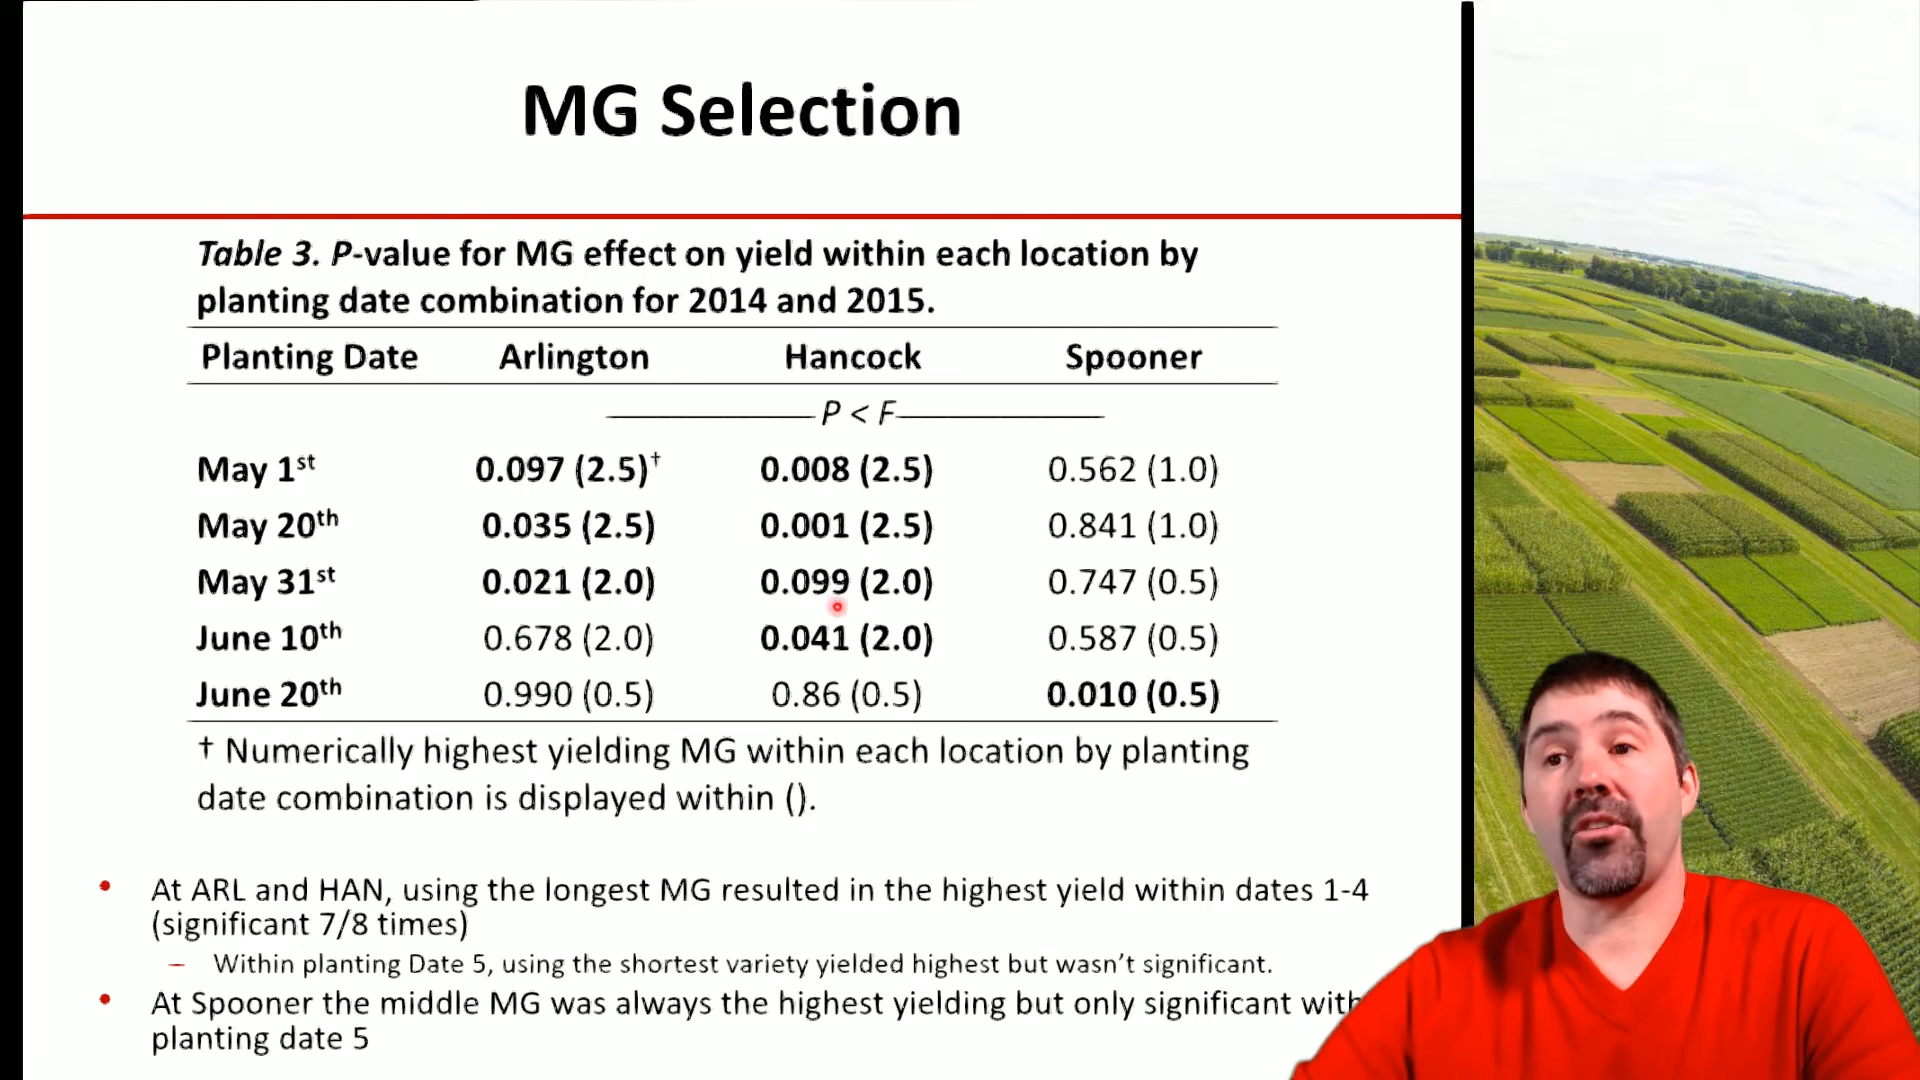 MG Selection
Table 3. P-value for MG effect on yield within each location by
planting date combination for 2014 and 2015.
Planting Date Arlington Hancock Spooner
P < F
May 1st 0.097 (2.5)† 0.008 (2.5) 0.562 (1.0)
May 20th 0.035 (2.5) 0.001 (2.5) 0.841 (1.0)
May 31st 0.021 (2.0) 0.099 (2.0) 0.747 (0.5)
June 10th 0.678 (2.0) 0.041 (2.0) 0.587 (0.5)
June 20th 0.990 (0.5) 0.86 (0.5) 0.010 (0.5)
† Numerically highest yielding MG within each location by planting
date combination is displayed within ().
• At ARL and HAN, using the longest MG resulted in the highest yield within dates 1-4
(significant 7/8 times)
– Within planting Date 5, using the shortest variety yielded highest but wasn't significant.
• At Spooner the middle MG was always the highest yielding but only significant
planting date 5